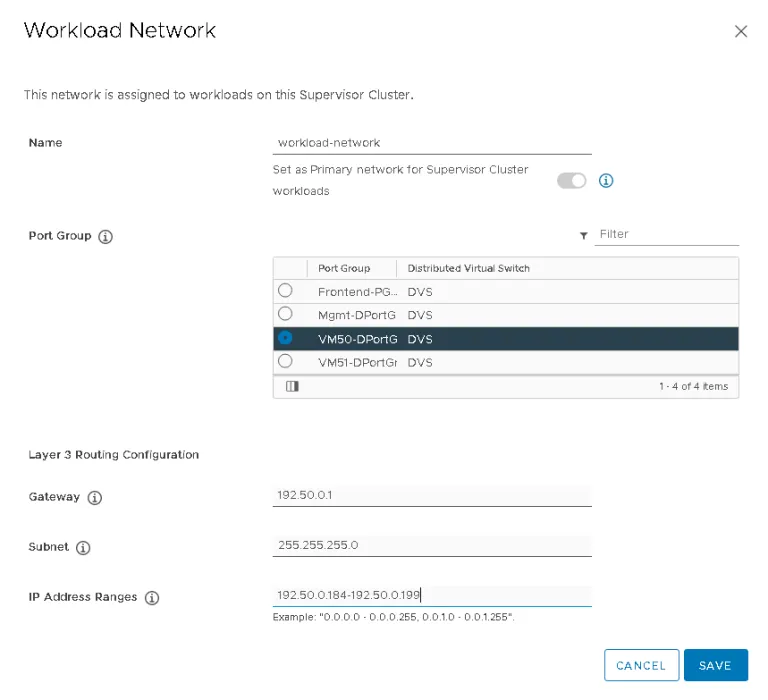 Workload Network
This network is assigned to workloads on this Supervisor Cluster.
Name
workload-network
Set as Primary network for Supervisor Cluster
workloads
Port Group
Filter
Port Group Distributed Virtual Switch
Frontend-PG... DVS
Mgmt-DPortG DVS
VM50-DPortG DVS
VM51-DPortGr DVS
1 - 4 of 4 items
Layer 3 Routing Configuration
Gateway
192.50.0.1
Subnet
255.255.255.0
IP Address Ranges
192.50.0.184-192.50.0.199
Example: "0.0.0.0 - 0.0.0.255, 0.0.1.0 - 0.0.1.255".
CANCEL SAVE